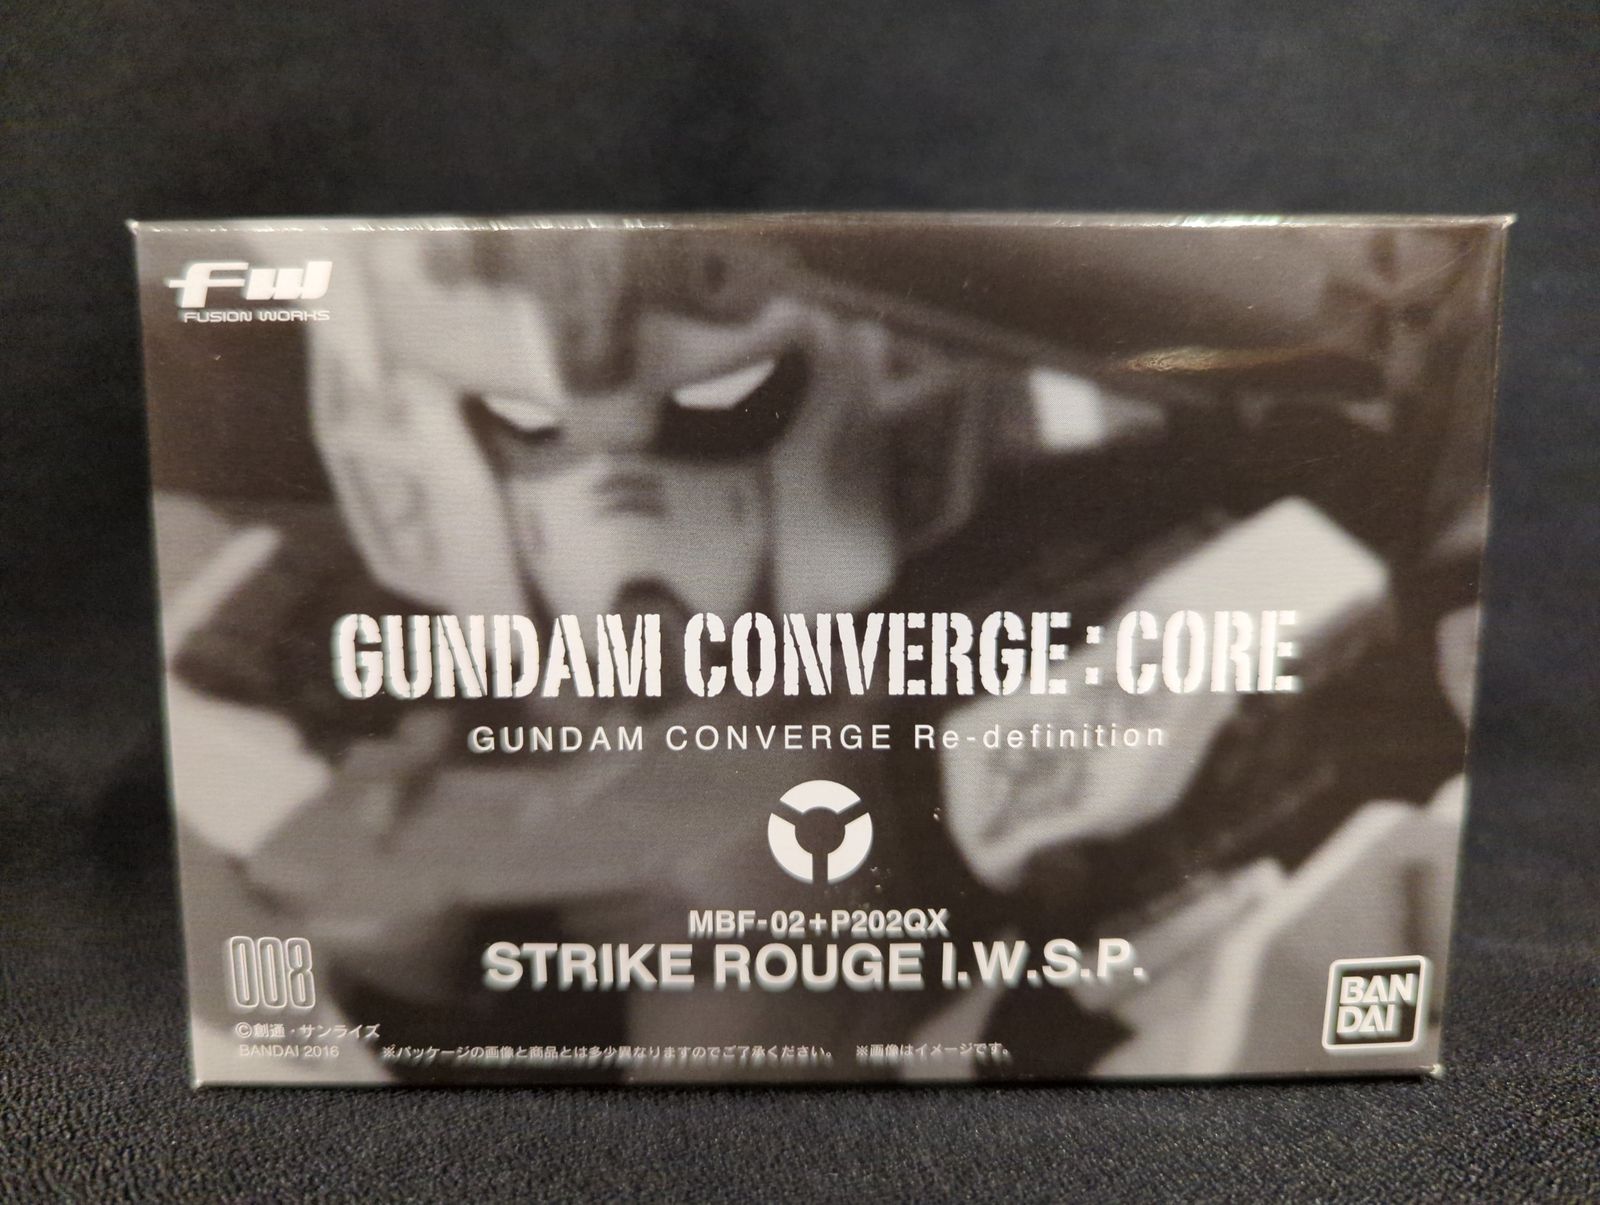 FW
FUSION WORKS
GUNDAM CONVERGE:CORE
GUNDAM CONVERGE Re-definition
MBF-02+P202QX
STRIKE ROUGE I.W.S.P.
008
©創通・サンライズ
BANDAI 2016
※パッケージの画像と商品とは多少異なりますのでご了承ください。 ※画像はイメージです。
BAN
DAI